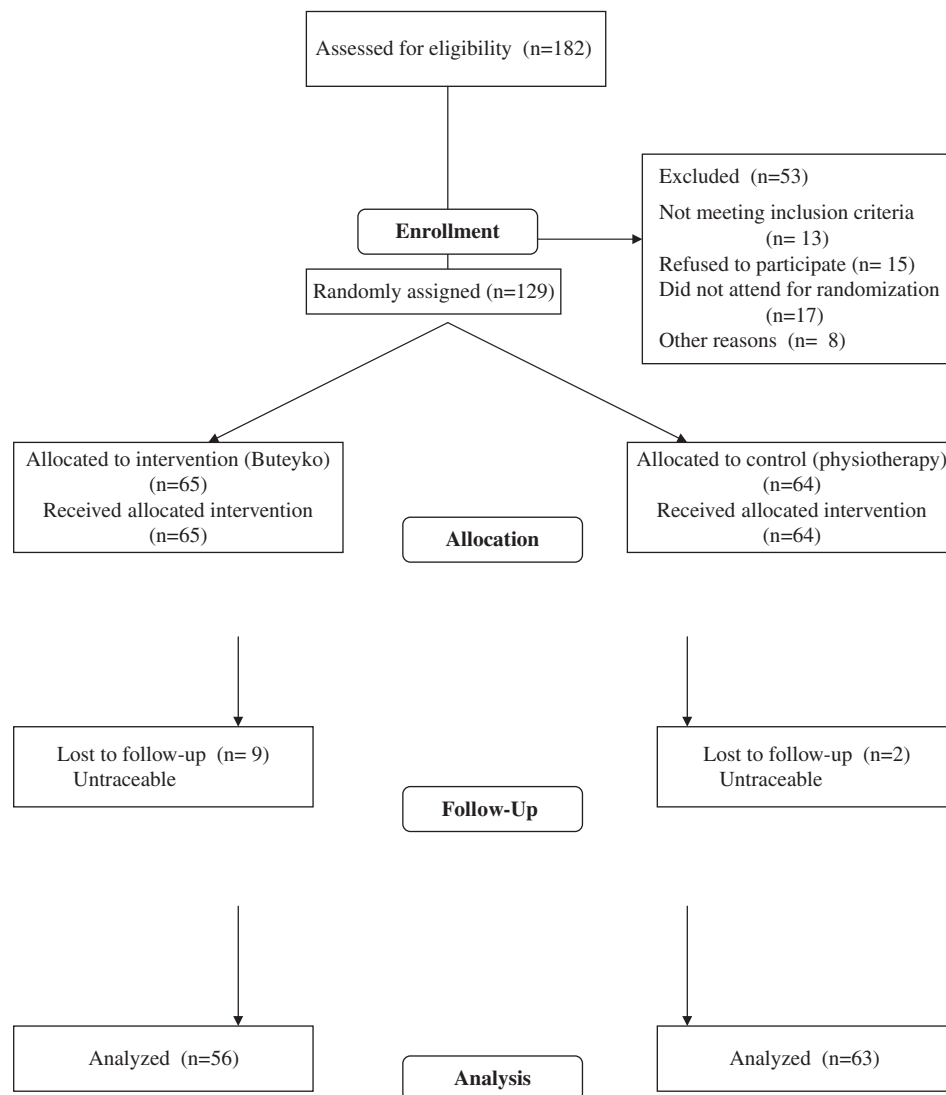 Assessed for eligibility (n=182)
Excluded (n=53)
Not meeting inclusion criteria
(n= 13)
Refused to participate (n= 15)
Did not attend for randomization
(n=17)
Other reasons (n= 8)
Enrollment
Randomly assigned (n=129)
Allocated to intervention (Buteyko)
(n=65)
Received allocated intervention
(n=65)
Allocated to control (physiotherapy)
(n=64)
Received allocated intervention
(n=64)
Allocation
Lost to follow-up (n= 9)
Untraceable
Lost to follow-up (n=2)
Untraceable
Follow-Up
Analyzed (n=56)
Analyzed (n=63)
Analysis